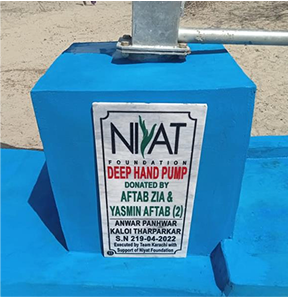 NIYAT
FOUNDATION
DEEP HAND PUMP
DONATED BY
AFTAB ZIA &
YASMIN AFTAB (2)
ANWAR PANHWAR
KALOI THARPARKAR
S.N 219-04-2022
Executed by Team Karachi with
Support of Niyat Foundation